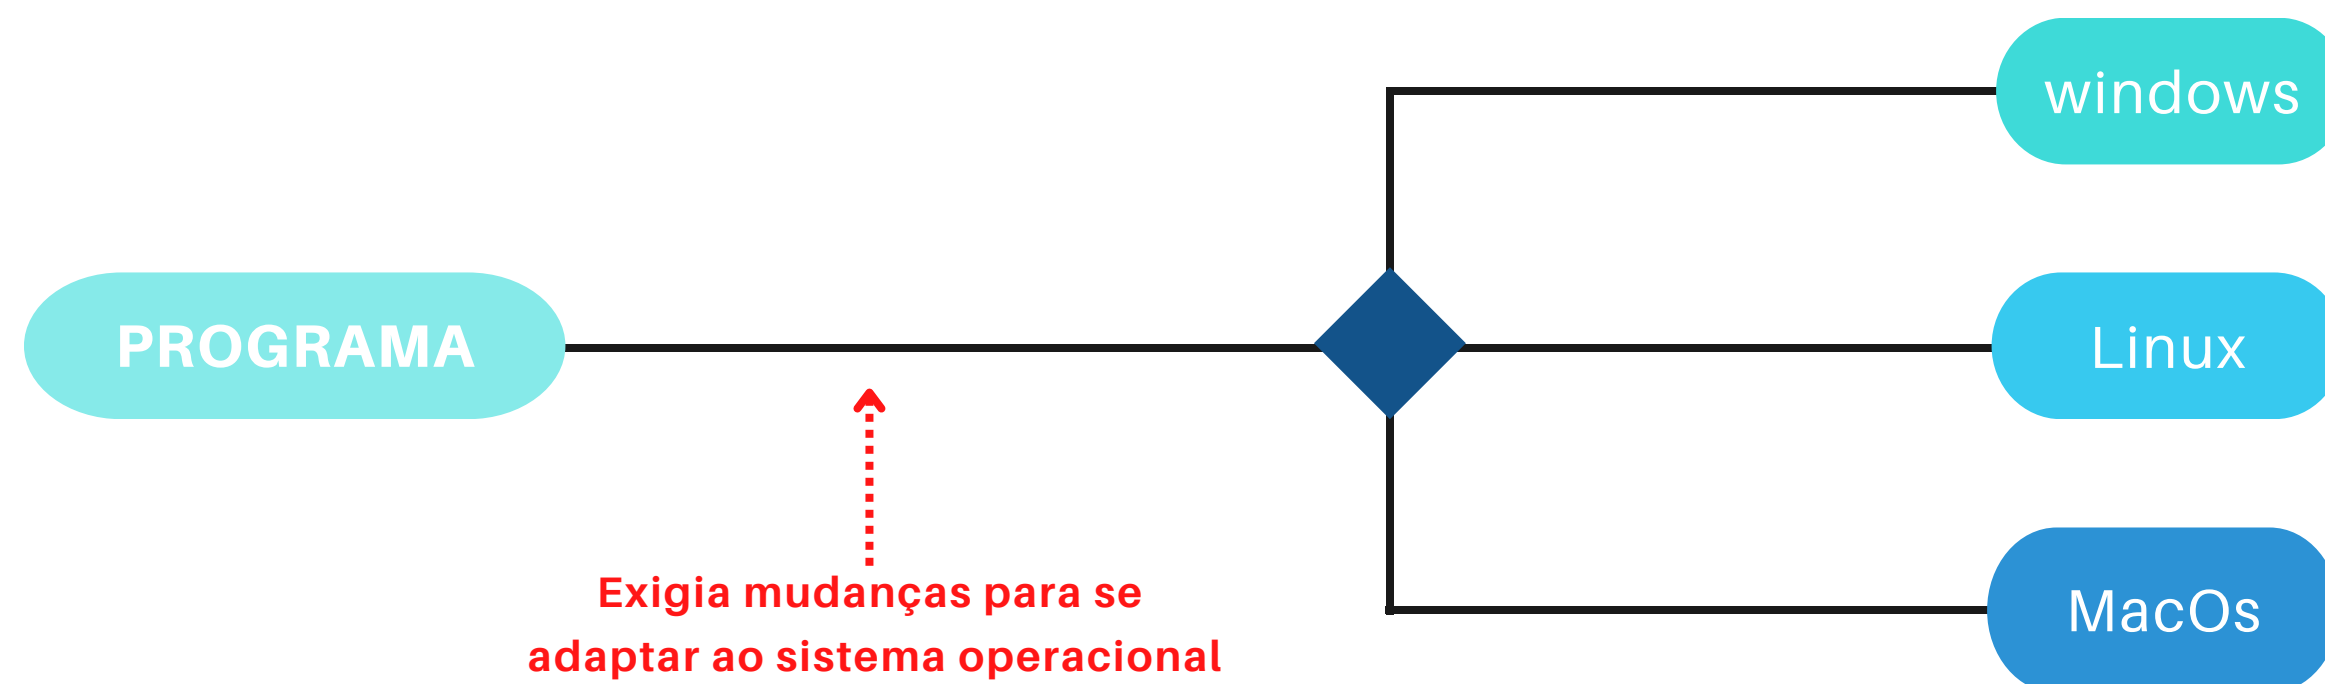 windows
PROGRAMA
Linux
Exigia mudanças para se
adaptar ao sistema operacional
MacOs